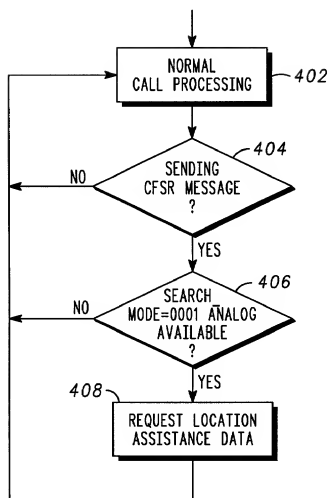 NORMAL
CALL PROCESSING
402
404
SENDING
CFSR MESSAGE
?
NO
YES
406
SEARCH_
MODE=0001 ANALOG
AVAILABLE
?
NO
YES
408
REQUEST LOCATION
ASSISTANCE DATA